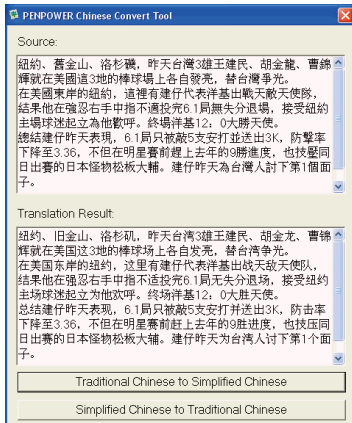 PENPOWER Chinese Convert Tool
Source:
紐約、舊金山、洛杉磯，昨天台灣3雄王建民、胡金龍、曹錦
輝就在美國這3地的棒球場上各自發亮，替台灣爭光。
在美國東岸的紐約，這裡有建仔代表洋基出戰天敵天使隊，
結果他在強忍右手中指不適投完6.1局無失分退場，接受紐約
主場球迷起立為他歡呼。終場洋基12：0大勝天使。
總結建仔昨天表現，6.1局只被敲5支安打並送出3K，防擊率
下降至3.36，不但在明星賽前趕上去年的9勝進度，也技壓同
日出賽的日本怪物松板大輔。建仔昨天為台灣人討下第1個面
子。
Translation Result:
纽约、旧金山、洛杉矶，昨天台湾3雄王建民、胡金龙、曹锦
辉就在美国这3地的棒球场上各自发亮，替台湾争光。
在美国东岸的纽约，这里有建仔代表洋基出战天敌天使队，
结果他在强忍右手中指不适投完6.1局无失分退场，接受纽约
主场球迷起立为他欢呼。终场洋基12：0大胜天使。
总结建仔昨天表现，6.1局只被敲5支安打并送出3K，防击率
下降至3.36，不但在明星赛前赶上去年的9胜进度，也技压同
日出赛的日本怪物松板大辅。建仔昨天为台湾人讨下第1个面
子。
Traditional Chinese to Simplified Chinese
Simplified Chinese to Traditional Chinese